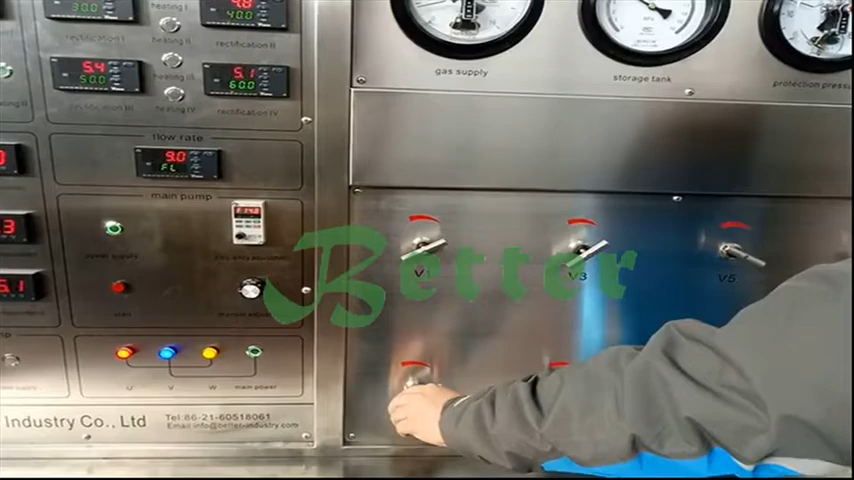 30.0
4.8
40.0
heating I
rectification I
heating II
rectification II
5.4
50.0
5.1
60.0
heating III
rectification III
heating IV
rectification IV
gas supply
storage tank
protection pressu
flow rate
9.0
FL
main pump
power supply
start
V1
V3
V5
Better
U
V
W
main power
supply
Industry Co., Ltd
Tel:86-21-60518061
Email info@better-industry.com